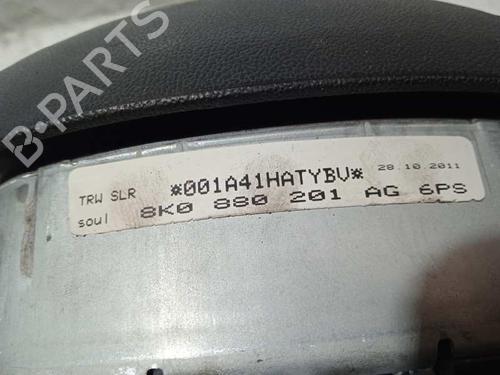 B-PARTS
TRW SLR *001A41HATYBV* 28.10.2011
soul 8K0 880 201 AG 6PS